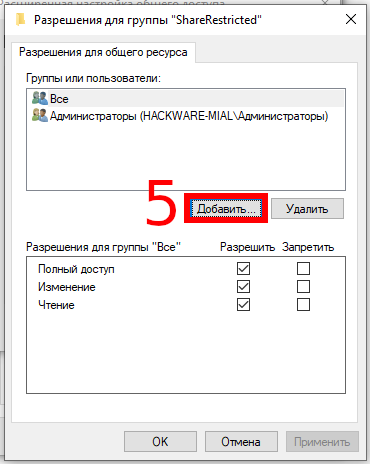 Разрешения для группы "ShareRestricted"
Разрешения для общего ресурса
Группы или пользователи:
Все
Администраторы (HACKWARE-MIAL\Администраторы)
5
Добавить...
Удалить
Разрешения для группы "Все" Разрешить Запретить
Полный доступ
Изменение
Чтение
OK
Отмена
Применить